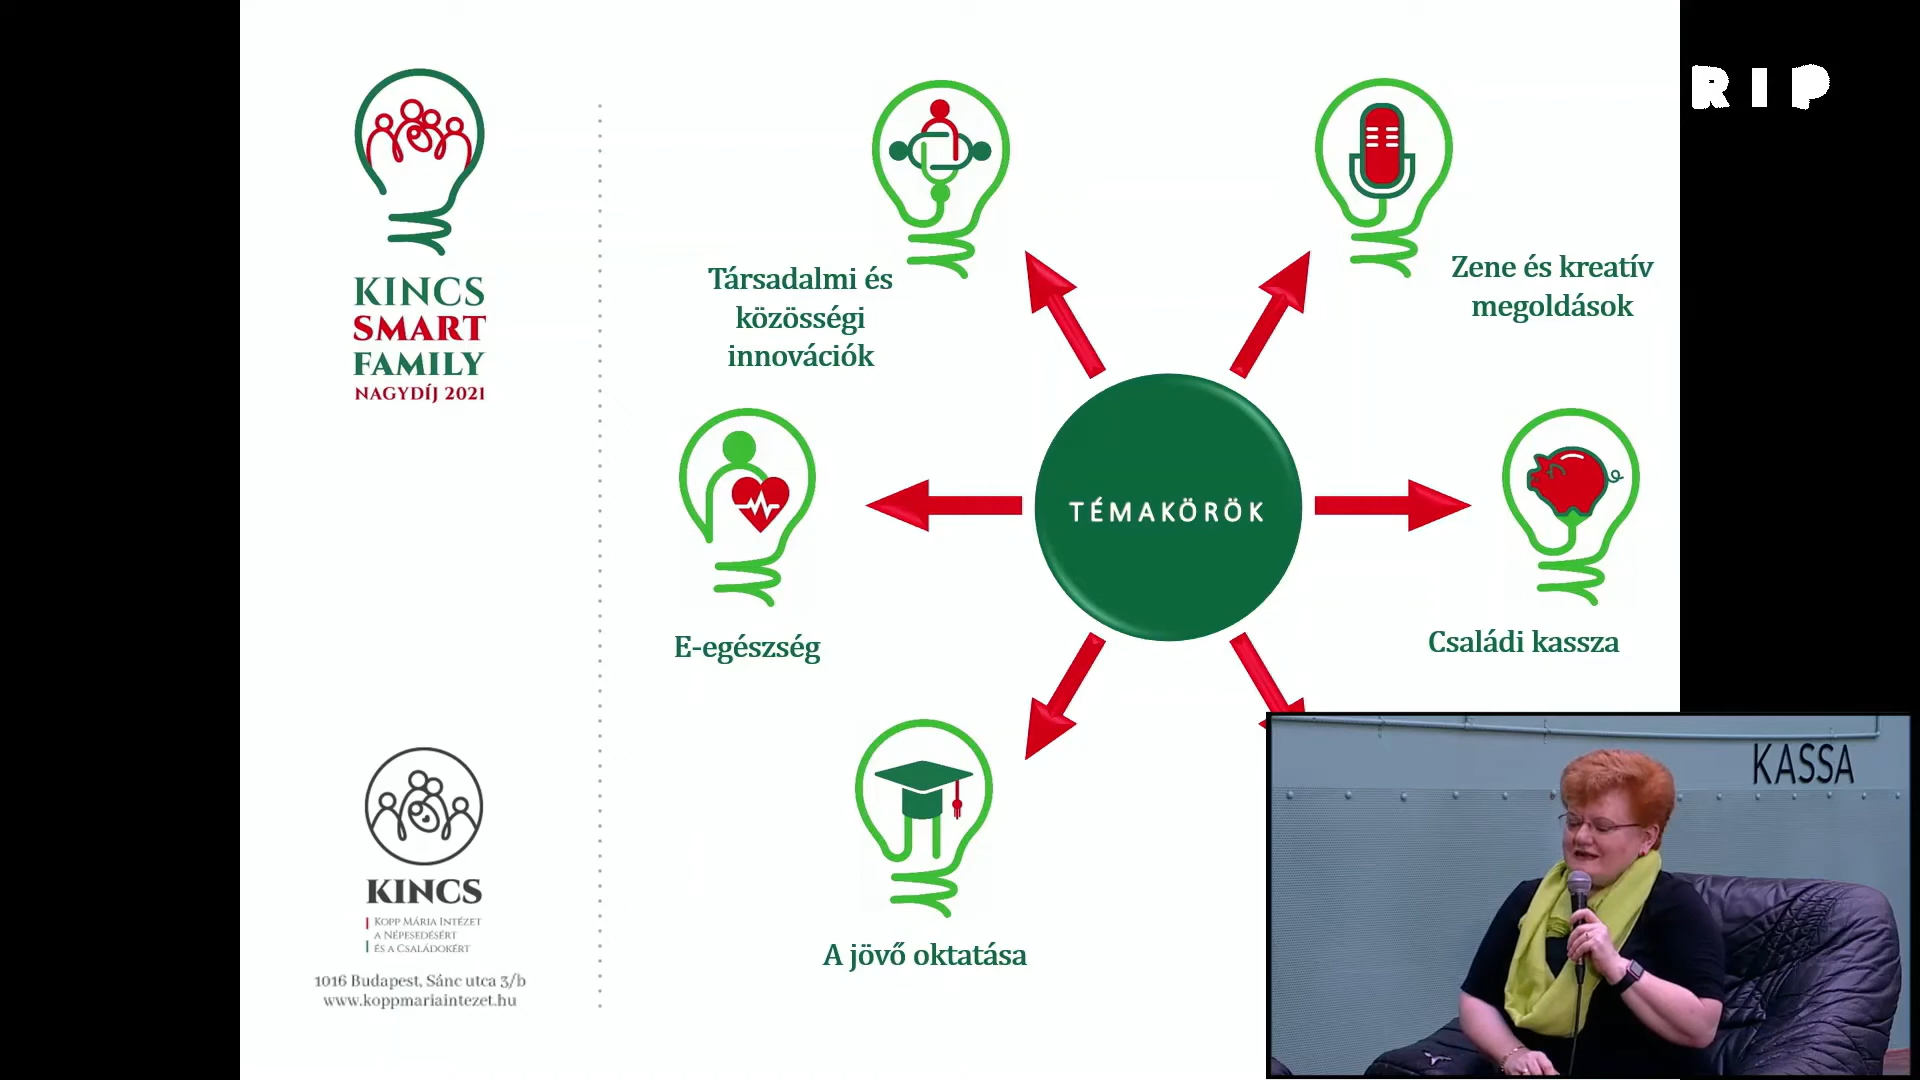 RIP
KINCS
SMART
FAMILY
NAGYDÍJ 2021
Társadalmi és
közösségi
innovációk
Zene és kreatív
megoldások
TÉMAKÖRÖK
E-egészség
Családi kassza
A jövő oktatása
KINCS
KOPP MÁRIA INTÉZET
A NÉPESEDÉSÉRT
ÉS A CSALÁDOKÉRT
1016 Budapest, Sánc utca 3/b
www.koppmariaintezet.hu
KASSA